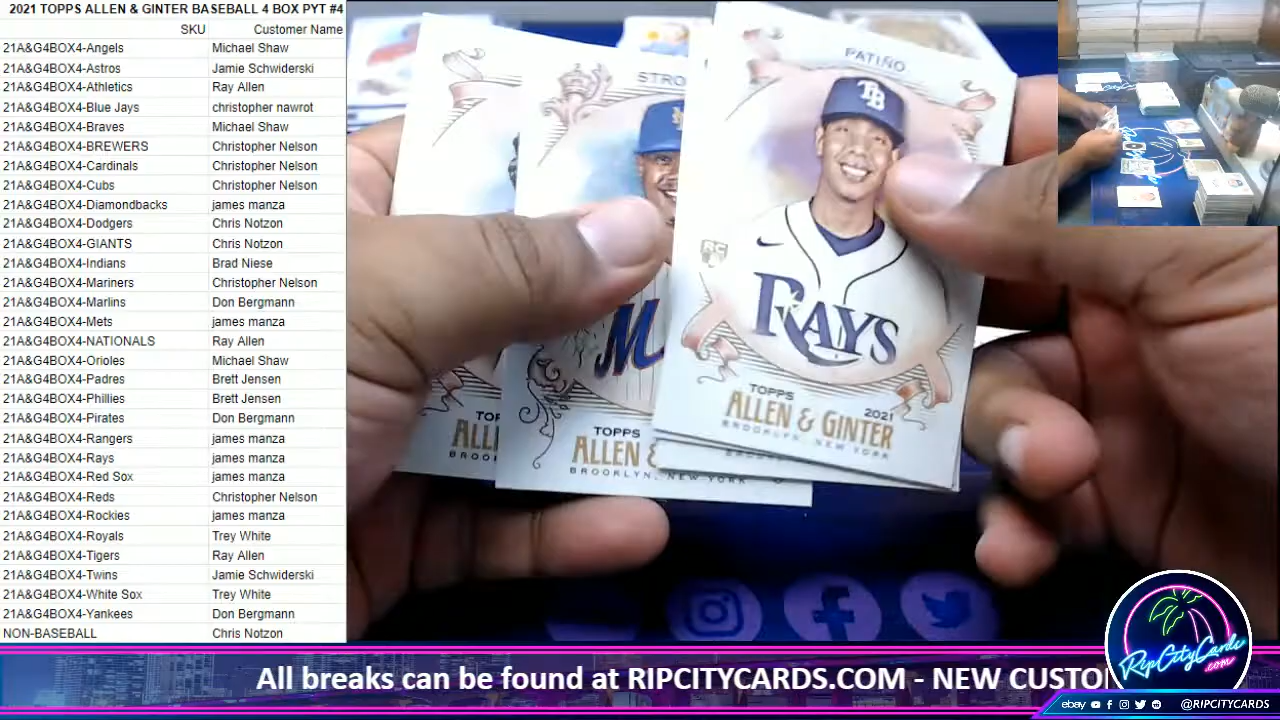 2021 TOPPS ALLEN & GINTER BASEBALL 4 BOX PYT #4
SKU Customer Name
21A&G4BOX4-Angels Michael Shaw
21A&G4BOX4-Astros Jamie Schwiderski
21A&G4BOX4-Athletics Ray Allen
21A&G4BOX4-Blue Jays christopher nawrot
21A&G4BOX4-Braves Michael Shaw
21A&G4BOX4-BREWERS Christopher Nelson
21A&G4BOX4-Cardinals Christopher Nelson
21A&G4BOX4-Cubs Christopher Nelson
21A&G4BOX4-Diamondbacks james manza
21A&G4BOX4-Dodgers Chris Notzon
21A&G4BOX4-GIANTS Chris Notzon
21A&G4BOX4-Indians Brad Niese
21A&G4BOX4-Mariners Christopher Nelson
21A&G4BOX4-Marlins Don Bergmann
21A&G4BOX4-Mets james manza
21A&G4BOX4-NATIONALS Ray Allen
21A&G4BOX4-Orioles Michael Shaw
21A&G4BOX4-Padres Brett Jensen
21A&G4BOX4-Phillies Brett Jensen
21A&G4BOX4-Pirates Don Bergmann
21A&G4BOX4-Rangers james manza
21A&G4BOX4-Rays james manza
21A&G4BOX4-Red Sox james manza
21A&G4BOX4-Reds Christopher Nelson
21A&G4BOX4-Rockies james manza
21A&G4BOX4-Royals Trey White
21A&G4BOX4-Tigers Ray Allen
21A&G4BOX4-Twins Jamie Schwiderski
21A&G4BOX4-White Sox Trey White
21A&G4BOX4-Yankees Don Bergmann
NON-BASEBALL Chris Notzon
TOP
ALL
BROO
STRO
M
TOPPS
ALLEN &
BROOKLYN, NEW YORK
PATIÑO
TB
RC
RAYS
TOPPS 2021
ALLEN & GINTER
BROOKLYN, NEW YORK
All breaks can be found at RIPCITYCARDS.COM - NEW CUSTO
RipCityCards
.com
ebay @RIPCITYCARDS